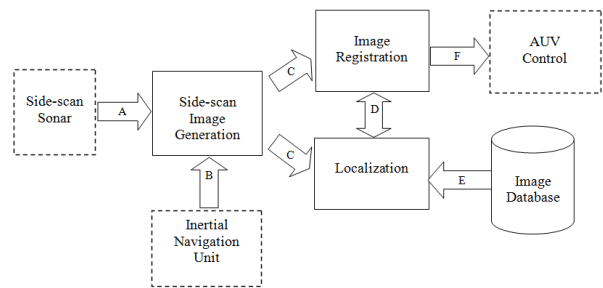 Side-scan
Sonar
A
Side-scan
Image
Generation
B
Inertial
Navigation
Unit
C
C
Image
Registration
D
Localization
F
AUV
Control
E
Image
Database